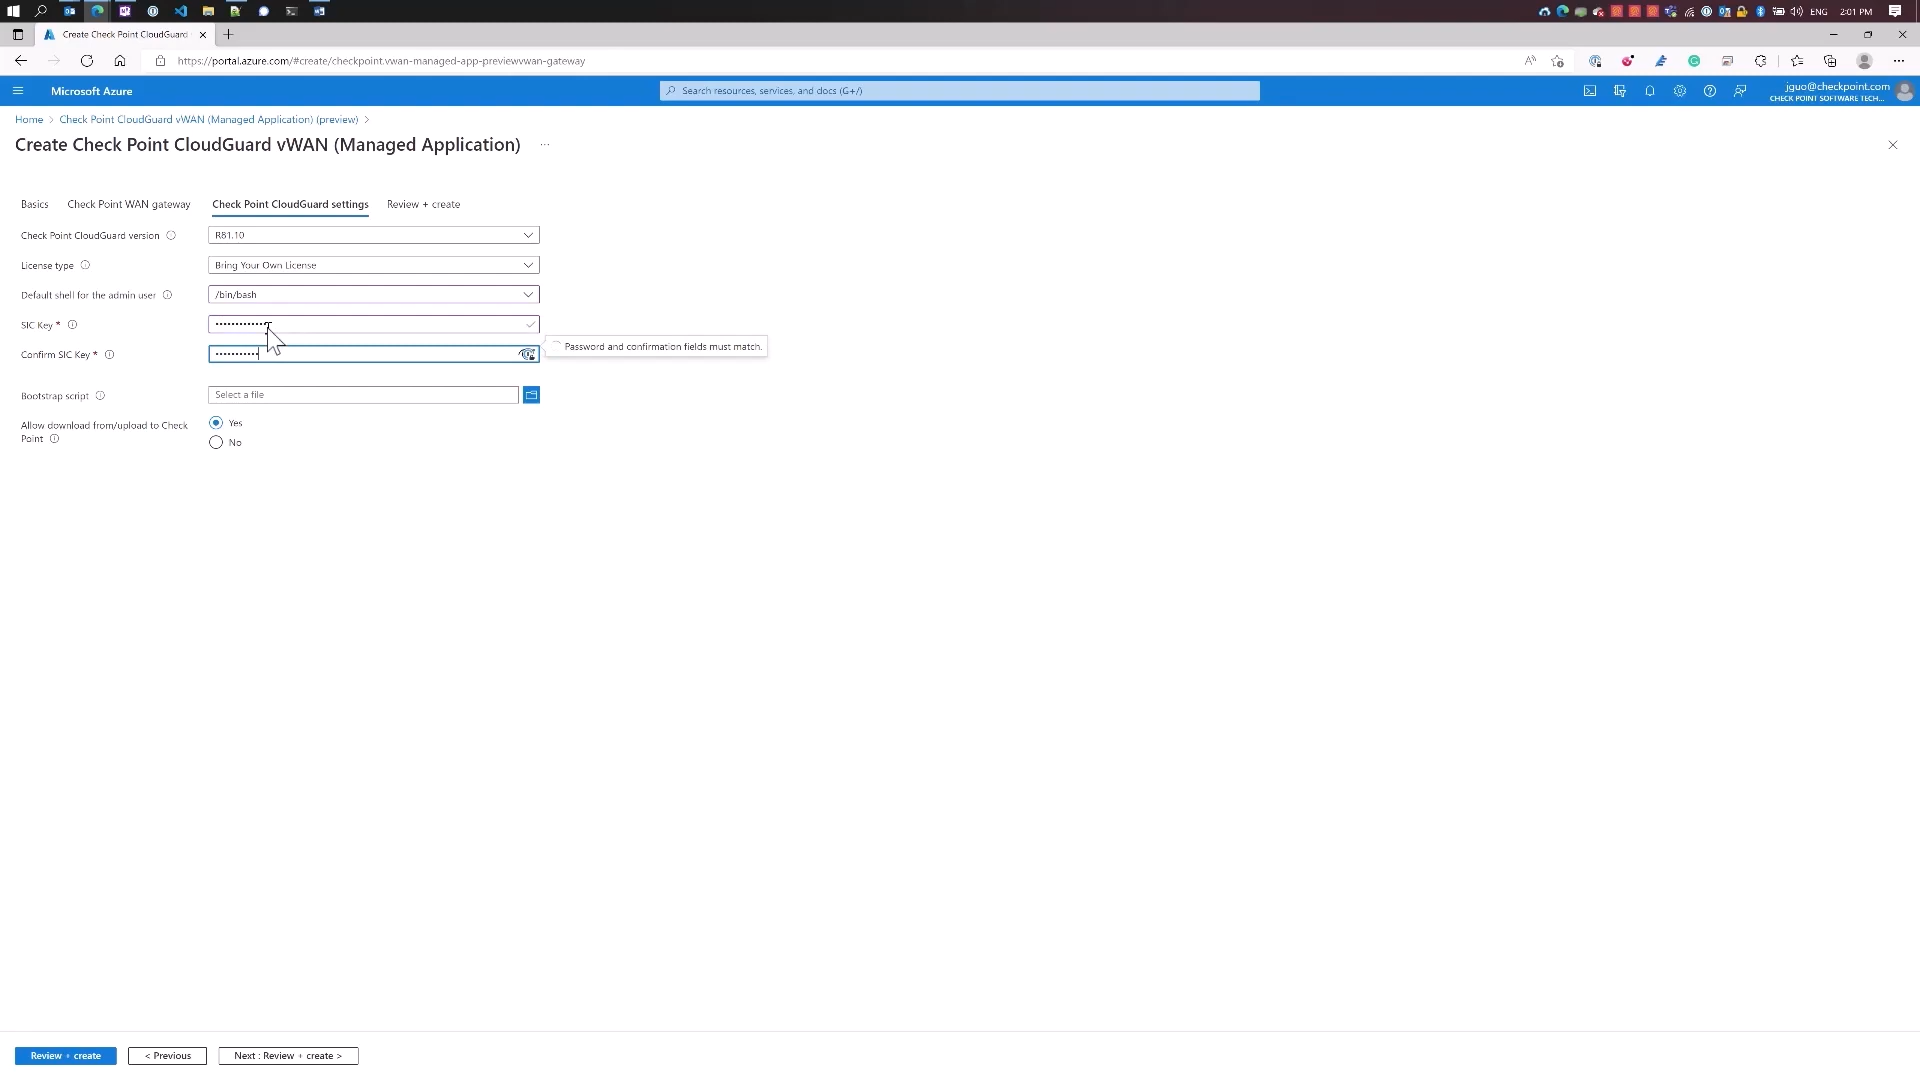 ENG
2:01 PM
Create Check Point CloudGuard
https://portal.azure.com/#create/checkpoint.vwan-managed-app-previewvwan-gateway
Microsoft Azure
Search resources, services, and docs (G+/)
jguo@checkpoint.com
CHECK POINT SOFTWARE TECH...
Home > Check Point CloudGuard vWAN (Managed Application) (preview) >
Create Check Point CloudGuard vWAN (Managed Application) ...
Basics Check Point WAN gateway Check Point CloudGuard settings Review + create
Check Point CloudGuard version R81.10
License type Bring Your Own License
Default shell for the admin user /bin/bash
SIC Key *
Password and confirmation fields must match.
Confirm SIC Key *
Bootstrap script Select a file
Allow download from/upload to Check
Point
Yes
No
Review + create < Previous Next : Review + create >